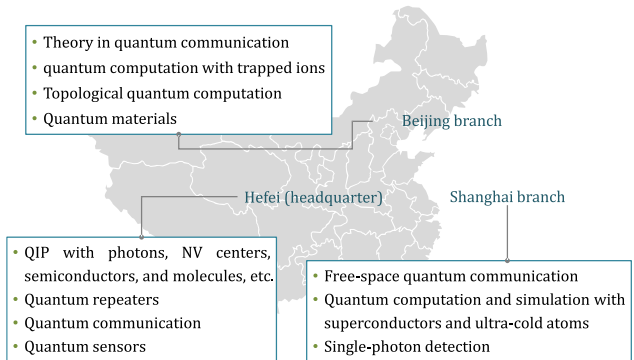 • Theory in quantum communication
• quantum computation with trapped ions
• Topological quantum computation
• Quantum materials
Beijing branch
Hefei (headquarter)
Shanghai branch
• QIP with photons, NV centers,
semiconductors, and molecules, etc.
• Quantum repeaters
• Quantum communication
• Quantum sensors
• Free-space quantum communication
• Quantum computation and simulation with
superconductors and ultra-cold atoms
• Single-photon detection